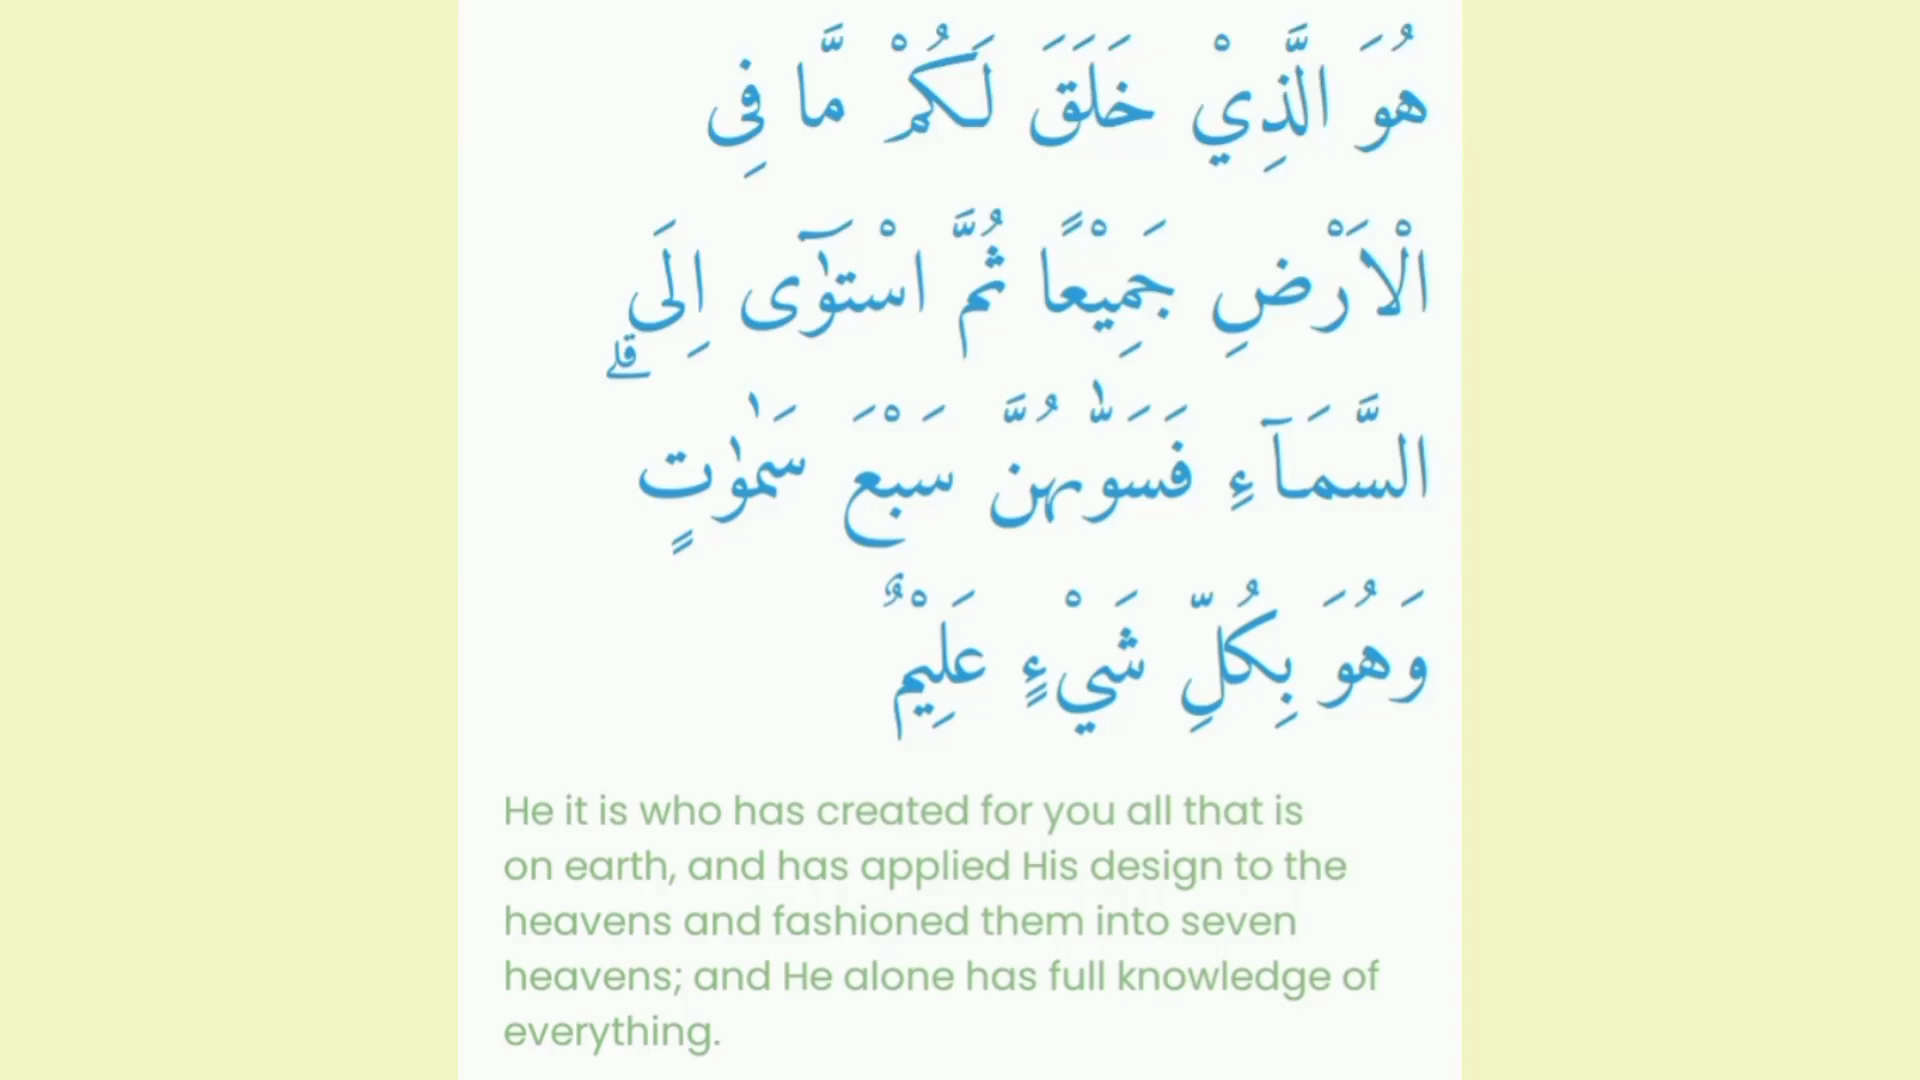 هُوَ الَّذِيْ خَلَقَ لَكُمْ مَّا فِى
الْاَرْضِ جَمِيْعًا ثُمَّ اسْتَوٰٓى اِلَى
السَّمَآءِ فَسَوّٰىهُنَّ سَبْعَ سَمٰوٰتٍ ۗ
وَهُوَ بِكُلِّ شَيْءٍ عَلِيْمٌ
He it is who has created for you all that is
on earth, and has applied His design to the
heavens and fashioned them into seven
heavens; and He alone has full knowledge of
everything.